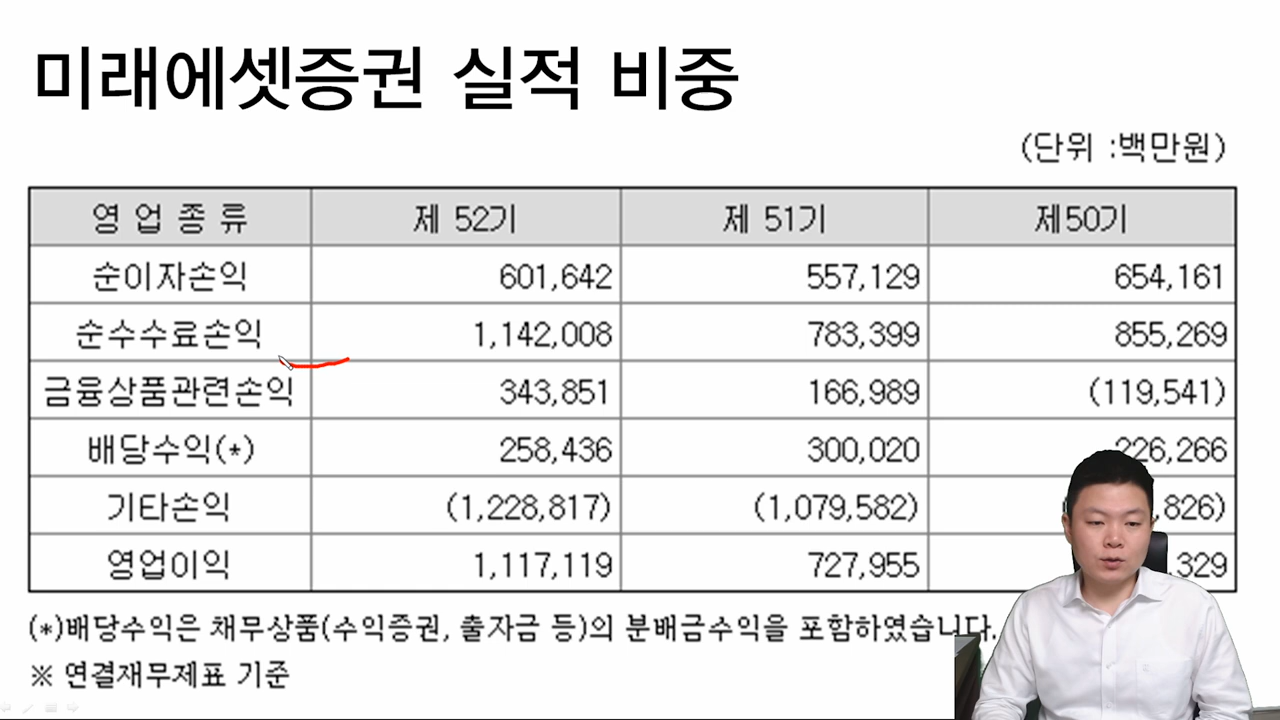 미래에셋증권 실적 비중
(단위 :백만원)
영 업 종 류 제 52기 제 51기 제50기
순이자손익 601,642 557,129 654,161
순수수료손익 1,142,008 783,399 855,269
금융상품관련손익 343,851 166,989 (119,541)
배당수익(*) 258,436 300,020 226,266
기타손익 (1,228,817) (1,079,582) ,826)
영업이익 1,117,119 727,955 .329
(*)배당수익은 채무상품(수익증권, 출자금 등)의 분배금수익을 포함하였습니다.
※ 연결재무제표 기준